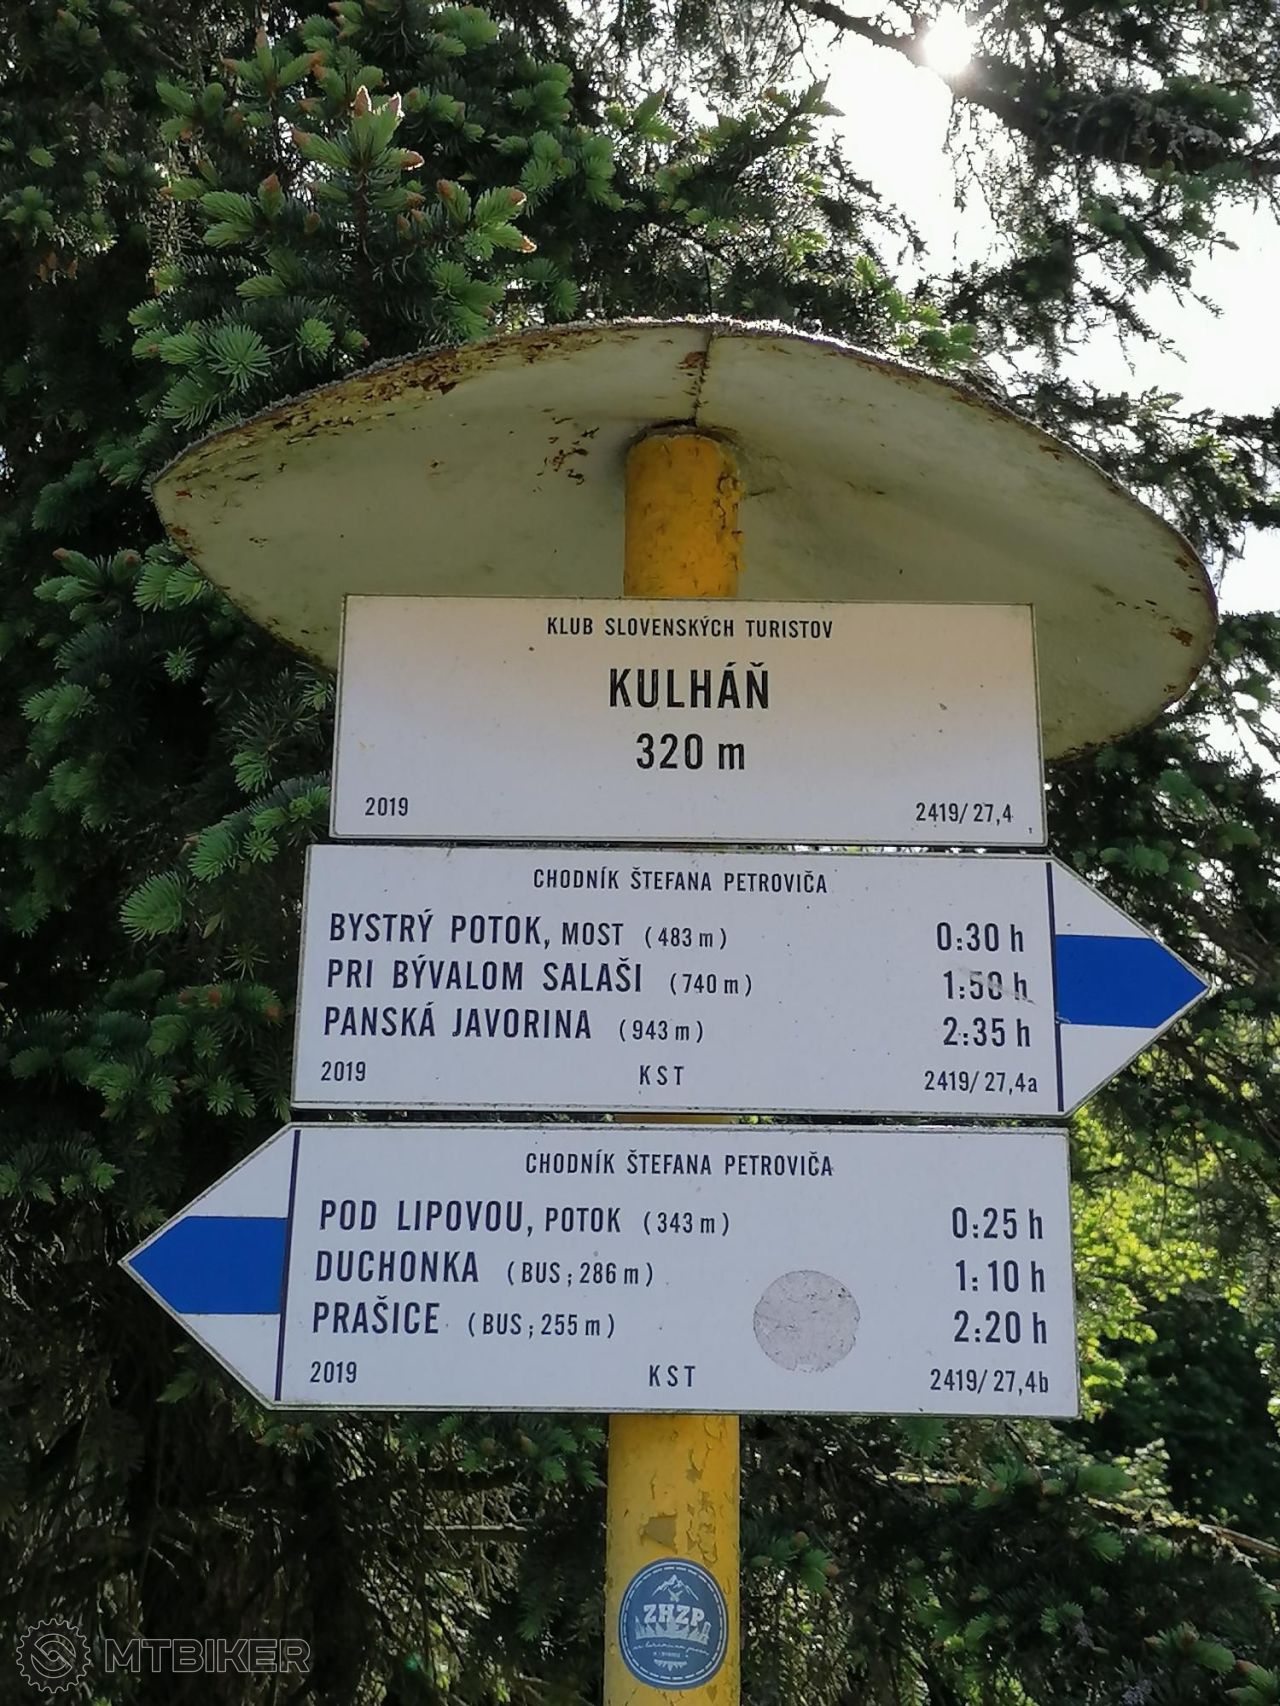 KLUB SLOVENSKÝCH TURISTOV
KULHÁŇ
320 m
2019 2419/27,4
CHODNÍK ŠTEFANA PETROVIČA
BYSTRÝ POTOK, MOST (483 m) 0:30 h
PRI BÝVALOM SALAŠI (740 m) 1:50 h
PANSKÁ JAVORINA (943 m) 2:35 h
2019 KST 2419/27,4a
CHODNÍK ŠTEFANA PETROVIČA
POD LIPOVOU, POTOK (343 m) 0:25 h
DUCHONKA (BUS; 286 m) 1:10 h
PRAŠICE (BUS; 255 m) 2:20 h
2019 KST 2419/27,4b
ZHZP
MTBIKER